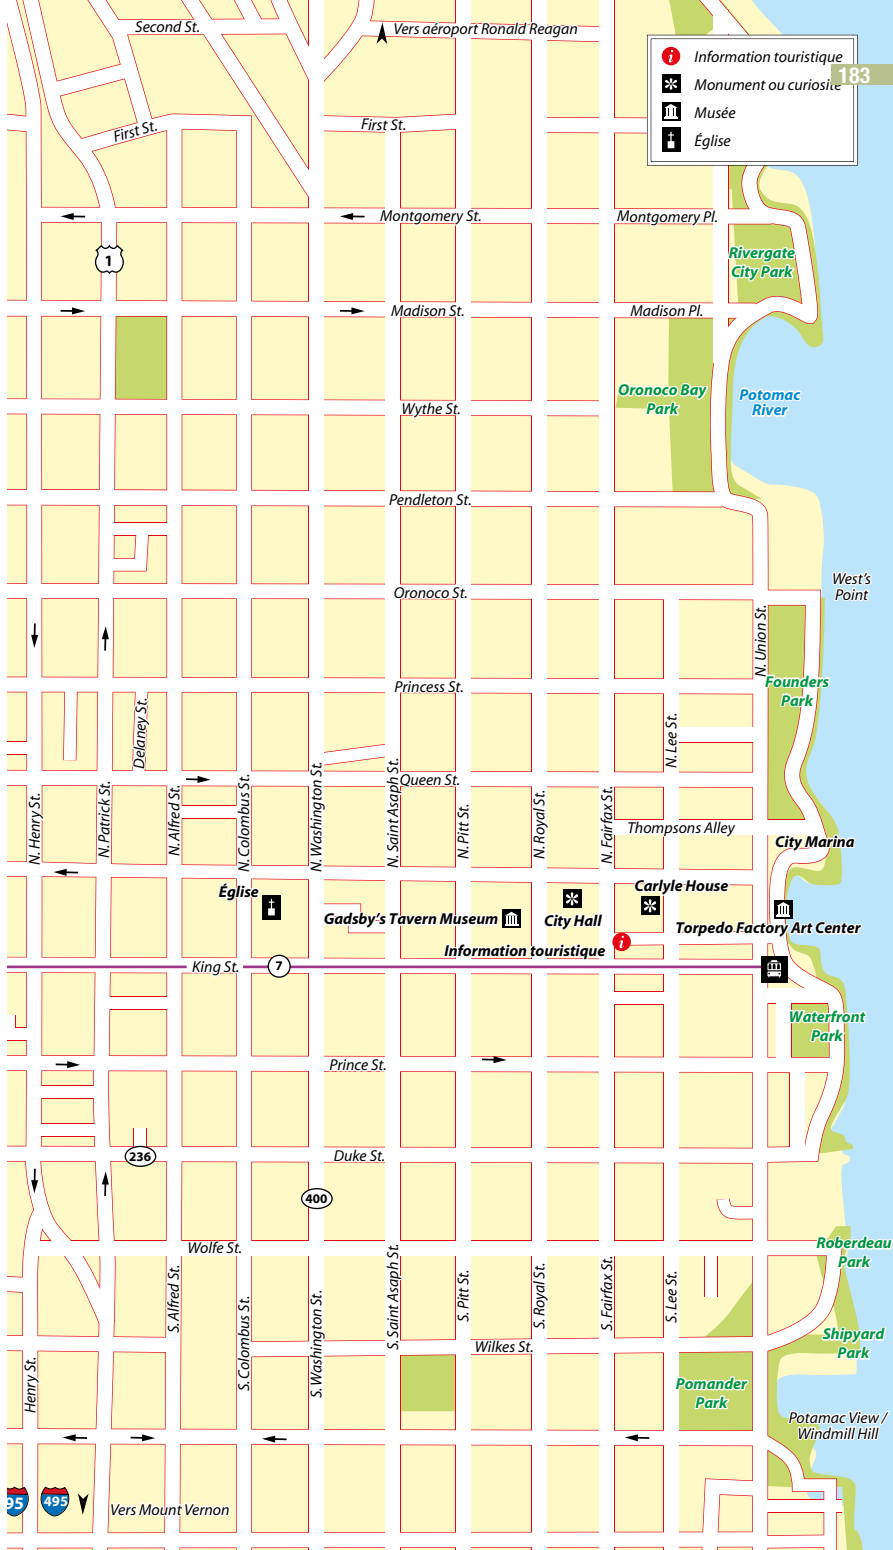 Second St.
Vers aéroport Ronald Reagan
Information touristique
183
Monument ou curiosité
Musée
Église
First St.
First St.
Montgomery St.
Montgomery Pl.
1
Rivergate
City Park
Madison St.
Madison Pl.
Oronoco Bay
Park
Potomac
River
Wythe St.
Pendleton St.
West's
Point
Oronoco St.
N. Union St.
Founders
Park
Princess St.
Delaney St.
N. Lee St.
Queen St.
N. Henry St.
N. Patrick St.
N. Alfred St.
N. Colombus St.
N. Washington St.
N. Saint Asaph St.
N. Pitt St.
N. Royal St.
N. Fairfax St.
Thompsons Alley
City Marina
Église
Gadsby's Tavern Museum
City Hall
Carlyle House
Torpedo Factory Art Center
Information touristique
i
King St.
7
Waterfront
Park
Prince St.
236
Duke St.
400
Wolfe St.
Roberdeau
Park
S. Alfred St.
S. Colombus St.
S. Washington St.
S. Saint Asaph St.
S. Pitt St.
S. Royal St.
S. Fairfax St.
S. Lee St.
Wilkes St.
Shipyard
Park
Henry St.
Pomander
Park
Potamac View /
Windmill Hill
95
495
Vers Mount Vernon